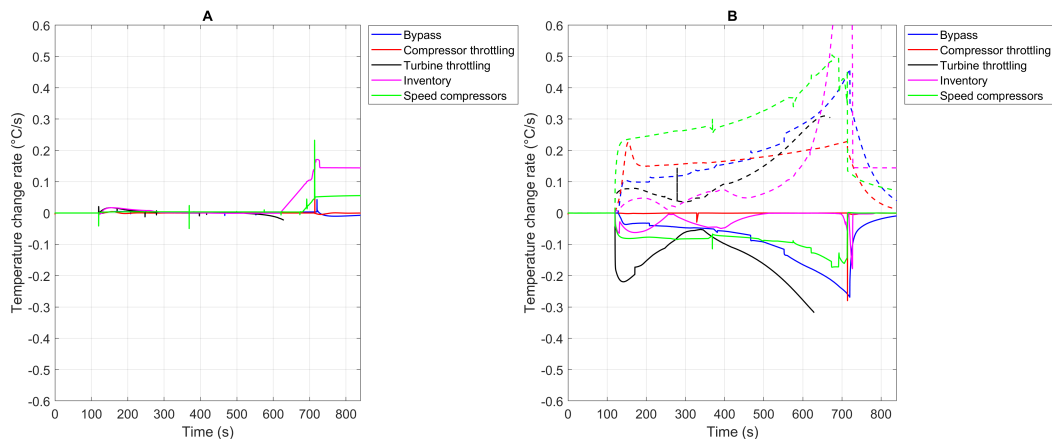 A
0.6
0.5
0.4
0.3
0.2
0.1
0
-0.1
-0.2
-0.3
-0.4
-0.5
-0.6
Temperature change rate (°C/s)
0 100 200 300 400 500 600 700 800
Time (s)
Bypass
Compressor throttling
Turbine throttling
Inventory
Speed compressors
B
0.6
0.5
0.4
0.3
0.2
0.1
0
-0.1
-0.2
-0.3
-0.4
-0.5
-0.6
Temperature change rate (°C/s)
0 100 200 300 400 500 600 700 800
Time (s)
Bypass
Compressor throttling
Turbine throttling
Inventory
Speed compressors